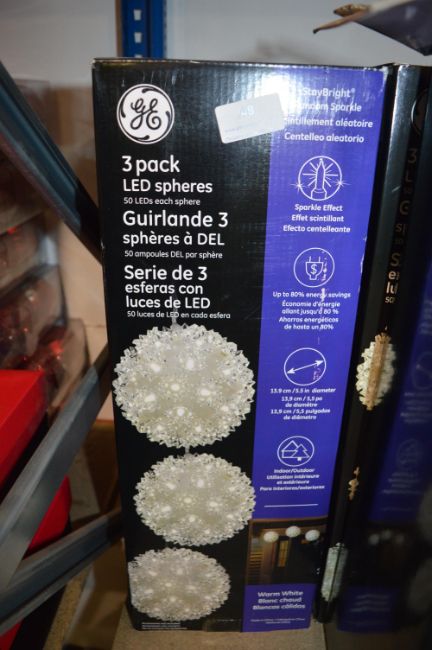 GE
49
StayBright®
Random Sparkle
Scintillement aléatoire
Centelleo aleatorio
3 pack
LED spheres
50 LEDs each sphere
Guirlande 3
sphères à DEL
50 ampoules DEL par sphère
Serie de 3
esferas con
luces de LED
50 luces de LED en cada esfera
Sparkle Effect
Effet scintillant
Efecto centelleante
$
Up to 80% energy savings
Économie d'énergie
allant jusqu'à 80 %
Ahorros energéticos
de hasta un 80%
13.9 cm / 5.5 in diameter
13,9 cm / 5,5 po
de diamètre
13,9 cm / 5,5 pulgadas
de diámetro
Indoor/Outdoor
Utilisation intérieure
et extérieure
Para interiores/exteriores
Warm White
Blanc chaud
Blancas cálidas